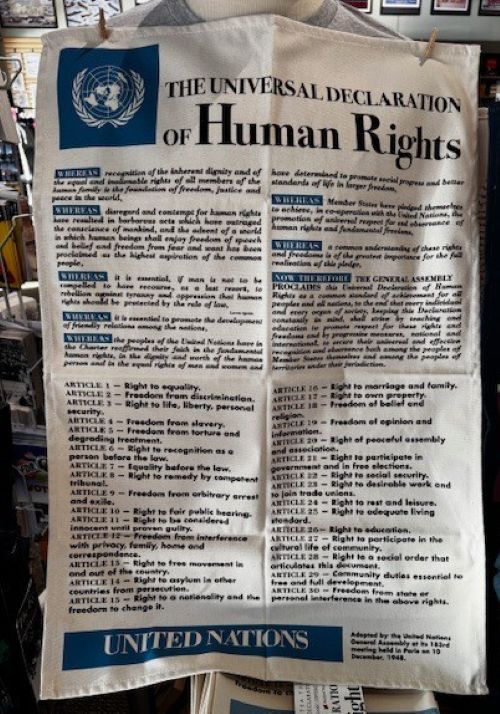 THE UNIVERSAL DECLARATION
OF Human Rights
WHEREAS recognition of the inherent dignity and of
the equal and inalienable rights of all members of the
human family is the foundation of freedom, justice and
peace in the world,
WHEREAS disregard and contempt for human rights
have resulted in barbarous acts which have outraged
the conscience of mankind, and the advent of a world
in which human beings shall enjoy freedom of speech
and belief and freedom from fear and want has been
proclaimed as the highest aspiration of the common
people,
WHEREAS it is essential, if man is not to be
compelled to have recourse, as a last resort, to
rebellion against tyranny and oppression that human
rights should be protected by the rule of law,
WHEREAS it is essential to promote the development
of friendly relations among the nations,
WHEREAS the peoples of the United Nations have in
the Charter reaffirmed their faith in the fundamental
human rights, in the dignity and worth of the human
person and in the equal rights of men and women and
have determined to promote social progress and better
standards of life in larger freedom,
WHEREAS Member States have pledged themselves
to achieve, in co-operation with the United Nations, the
promotion of universal respect for and observance of
human rights and fundamental freedoms,
WHEREAS a common understanding of these rights
and freedoms is of the greatest importance for the full
realisation of this pledge,
NOW THEREFORE THE GENERAL ASSEMBLY
PROCLAIMS this Universal Declaration of Human
Rights as a common standard of achievement for all
peoples and all nations, to the end that every individual
and every organ of society, keeping this Declaration
constantly in mind, shall strive by teaching and
education to promote respect for these rights and
freedoms and by progressive measures, national and
international, to secure their universal and effective
recognition and observance both among the peoples of
Member States themselves and among the peoples of
territories under their jurisdiction.
ARTICLE 1 — Right to equality.
ARTICLE 2 — Freedom from discrimination.
ARTICLE 3 — Right to life, liberty, personal
security.
ARTICLE 4 — Freedom from slavery.
ARTICLE 5 — Freedom from torture and
degrading treatment.
ARTICLE 6 — Right to recognition as a
person before the law.
ARTICLE 7 — Equality before the law.
ARTICLE 8 — Right to remedy by competent
tribunal.
ARTICLE 9 — Freedom from arbitrary arrest
and exile.
ARTICLE 10 — Right to fair public hearing.
ARTICLE 11 — Right to be considered
innocent until proven guilty.
ARTICLE 12 — Freedom from interference
with privacy, family, home and
correspondence.
ARTICLE 13 — Right to free movement in
and out of the country.
ARTICLE 14 — Right to asylum in other
countries from persecution.
ARTICLE 15 — Right to a nationality and the
freedom to change it.
ARTICLE 16 — Right to marriage and family.
ARTICLE 17 — Right to own property.
ARTICLE 18 — Freedom of belief and
religion.
ARTICLE 19 — Freedom of opinion and
information.
ARTICLE 20 — Right of peaceful assembly
and association.
ARTICLE 21 — Right to participate in
government and in free elections.
ARTICLE 22 — Right to social security.
ARTICLE 23 — Right to desirable work and
to join trade unions.
ARTICLE 24 — Right to rest and leisure.
ARTICLE 25 — Right to adequate living
standard.
ARTICLE 26 — Right to education.
ARTICLE 27 — Right to participate in the
cultural life of community.
ARTICLE 28 — Right to a social order that
articulates this document.
ARTICLE 29 — Community duties essential to
free and full development.
ARTICLE 30 — Freedom from state or
personal interference in the above rights.
UNITED NATIONS
Adopted by the United Nations
General Assembly at its 183rd
meeting held in Paris on 10
December, 1948.